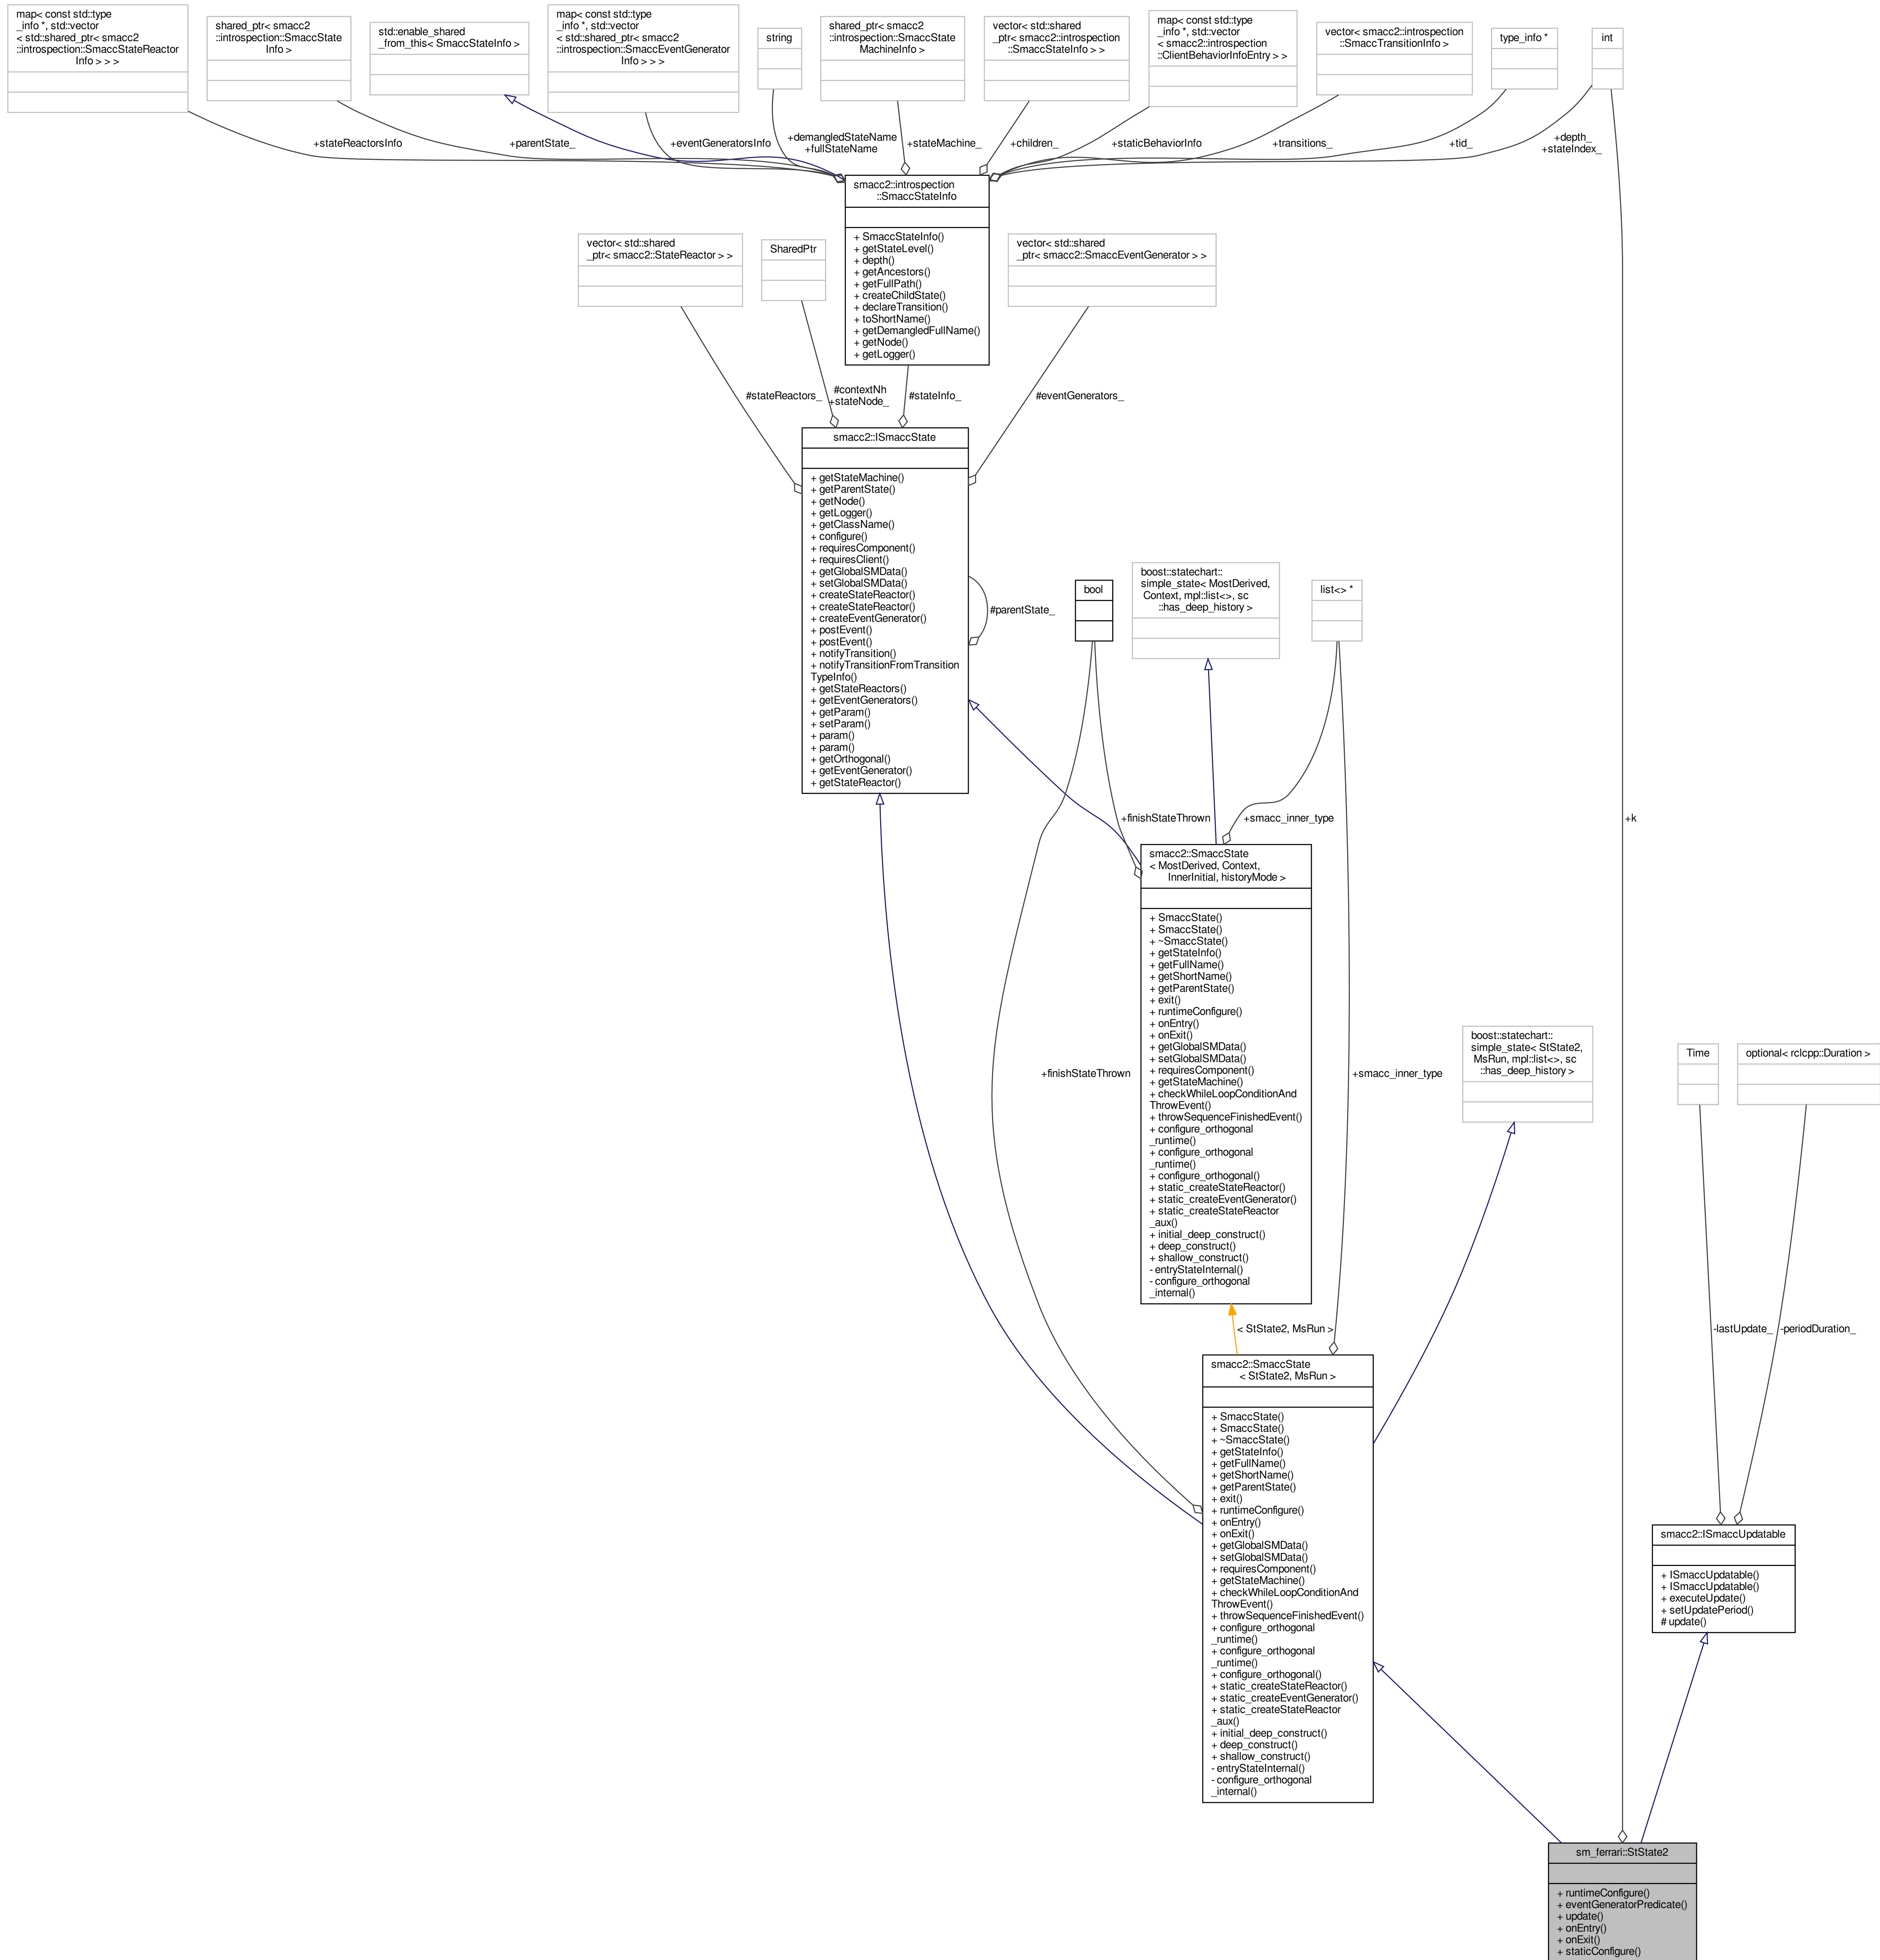 map< const std::type
_info *, std::vector
< std::shared_ptr< smacc2
::introspection::SmaccStateReactor
Info > > >
shared_ptr< smacc2
::introspection::SmaccState
Info >
std::enable_shared
_from_this< SmaccStateInfo >
map< const std::type
_info *, std::vector
< std::shared_ptr< smacc2
::introspection::SmaccEventGenerator
Info > > >
string
shared_ptr< smacc2
::introspection::SmaccState
MachineInfo >
vector< std::shared
_ptr< smacc2::introspection
::SmaccStateInfo > >
map< const std::type
_info *, std::vector
< smacc2::introspection
::ClientBehaviorInfoEntry > >
vector< smacc2::introspection
::SmaccTransitionInfo >
type_info *
int
+stateReactorsInfo
+parentState_
+eventGeneratorsInfo
+demangledStateName
+fullStateName
+stateMachine_
+children_
+staticBehaviorInfo
+transitions_
+tid_
+depth_
+stateIndex_
smacc2::introspection
::SmaccStateInfo
+ SmaccStateInfo()
+ getStateLevel()
+ depth()
+ getAncestors()
+ getFullPath()
+ createChildState()
+ declareTransition()
+ toShortName()
+ getDemangledFullName()
+ getNode()
+ getLogger()
vector< std::shared
_ptr< smacc2::StateReactor > >
SharedPtr
vector< std::shared
_ptr< smacc2::SmaccEventGenerator > >
#stateReactors_
#contextNh
+stateNode_
#stateInfo_
#eventGenerators_
smacc2::ISmaccState
+ getStateMachine()
+ getParentState()
+ getNode()
+ getLogger()
+ getClassName()
+ configure()
+ requiresComponent()
+ requiresClient()
+ getGlobalSMData()
+ setGlobalSMData()
+ createStateReactor()
+ createStateReactor()
+ createEventGenerator()
+ postEvent()
+ postEvent()
+ notifyTransition()
+ notifyTransitionFromTransition
TypeInfo()
+ getStateReactors()
+ getEventGenerators()
+ getParam()
+ setParam()
+ param()
+ param()
+ getOrthogonal()
+ getEventGenerator()
+ getStateReactor()
#parentState_
bool
boost::statechart::
simple_state< MostDerived,
Context, mpl::list<>, sc
::has_deep_history >
list<> *
+finishStateThrown
+smacc_inner_type
+k
smacc2::SmaccState
< MostDerived, Context,
InnerInitial, historyMode >
+ SmaccState()
+ SmaccState()
+ ~SmaccState()
+ getStateInfo()
+ getFullName()
+ getShortName()
+ getParentState()
+ exit()
+ runtimeConfigure()
+ onEntry()
+ onExit()
+ getGlobalSMData()
+ setGlobalSMData()
+ requiresComponent()
+ getStateMachine()
+ checkWhileLoopConditionAnd
ThrowEvent()
+ throwSequenceFinishedEvent()
+ configure_orthogonal
_runtime()
+ configure_orthogonal
_runtime()
+ configure_orthogonal()
+ static_createStateReactor()
+ static_createEventGenerator()
+ static_createStateReactor
_aux()
+ initial_deep_construct()
+ deep_construct()
+ shallow_construct()
- entryStateInternal()
- configure_orthogonal
_internal()
+finishStateThrown
+smacc_inner_type
boost::statechart::
simple_state< StState2,
MsRun, mpl::list<>, sc
::has_deep_history >
Time
optional< rclcpp::Duration >
< StState2, MsRun >
-lastUpdate_
-periodDuration_
smacc2::SmaccState
< StState2, MsRun >
+ SmaccState()
+ SmaccState()
+ ~SmaccState()
+ getStateInfo()
+ getFullName()
+ getShortName()
+ getParentState()
+ exit()
+ runtimeConfigure()
+ onEntry()
+ onExit()
+ getGlobalSMData()
+ setGlobalSMData()
+ requiresComponent()
+ getStateMachine()
+ checkWhileLoopConditionAnd
ThrowEvent()
+ throwSequenceFinishedEvent()
+ configure_orthogonal
_runtime()
+ configure_orthogonal
_runtime()
+ configure_orthogonal()
+ static_createStateReactor()
+ static_createEventGenerator()
+ static_createStateReactor
_aux()
+ initial_deep_construct()
+ deep_construct()
+ shallow_construct()
- entryStateInternal()
- configure_orthogonal
_internal()
smacc2::ISmaccUpdatable
+ ISmaccUpdatable()
+ ISmaccUpdatable()
+ executeUpdate()
+ setUpdatePeriod()
# update()
sm_ferrari::StState2
+ runtimeConfigure()
+ eventGeneratorPredicate()
+ update()
+ onEntry()
+ onExit()
+ staticConfigure()